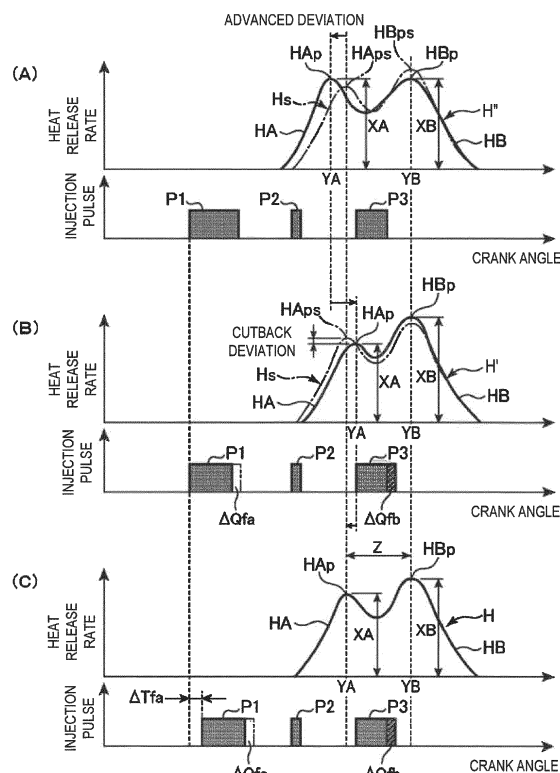 ADVANCED DEVIATION
(A)
HAp
HAps
HBps
HBp
Hs
H"
HA
XA
XB
HB
HEAT RELEASE RATE
YA
YB
P1
P2
P3
INJECTION PULSE
CRANK ANGLE
(B)
HAps
HAp
HBp
CUTBACK DEVIATION
Hs
H'
HA
XA
XB
HB
HEAT RELEASE RATE
YA
YB
P1
P2
P3
INJECTION PULSE
ΔQfa
ΔQfb
CRANK ANGLE
Z
(C)
HAp
HBp
HA
H
XA
XB
HB
HEAT RELEASE RATE
YA
YB
ΔTfa
P1
P2
P3
INJECTION PULSE
CRANK ANGLE